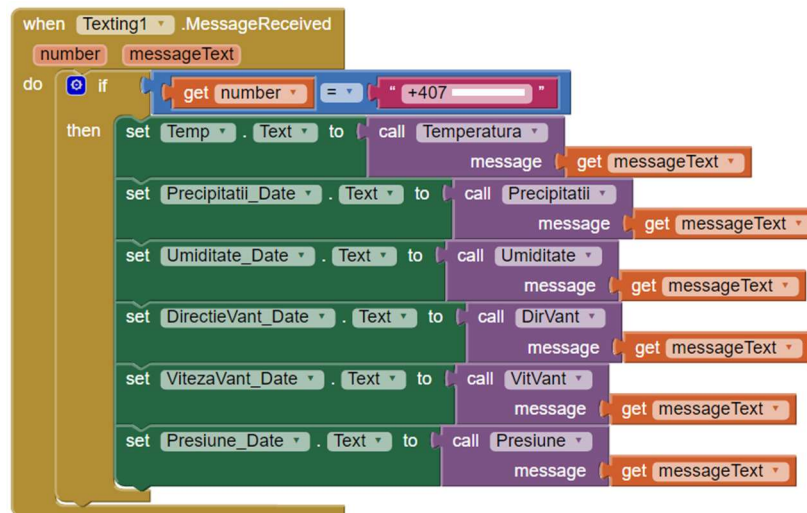 when Texting1 .MessageReceived
number messageText
do if get number = " +407 "
then set Temp . Text to call Temperatura
message get messageText
set Precipitatii_Date . Text to call Precipitatii
message get messageText
set Umiditate_Date . Text to call Umiditate
message get messageText
set DirectieVant_Date . Text to call DirVant
message get messageText
set VitezaVant_Date . Text to call VitVant
message get messageText
set Presiune_Date . Text to call Presiune
message get messageText